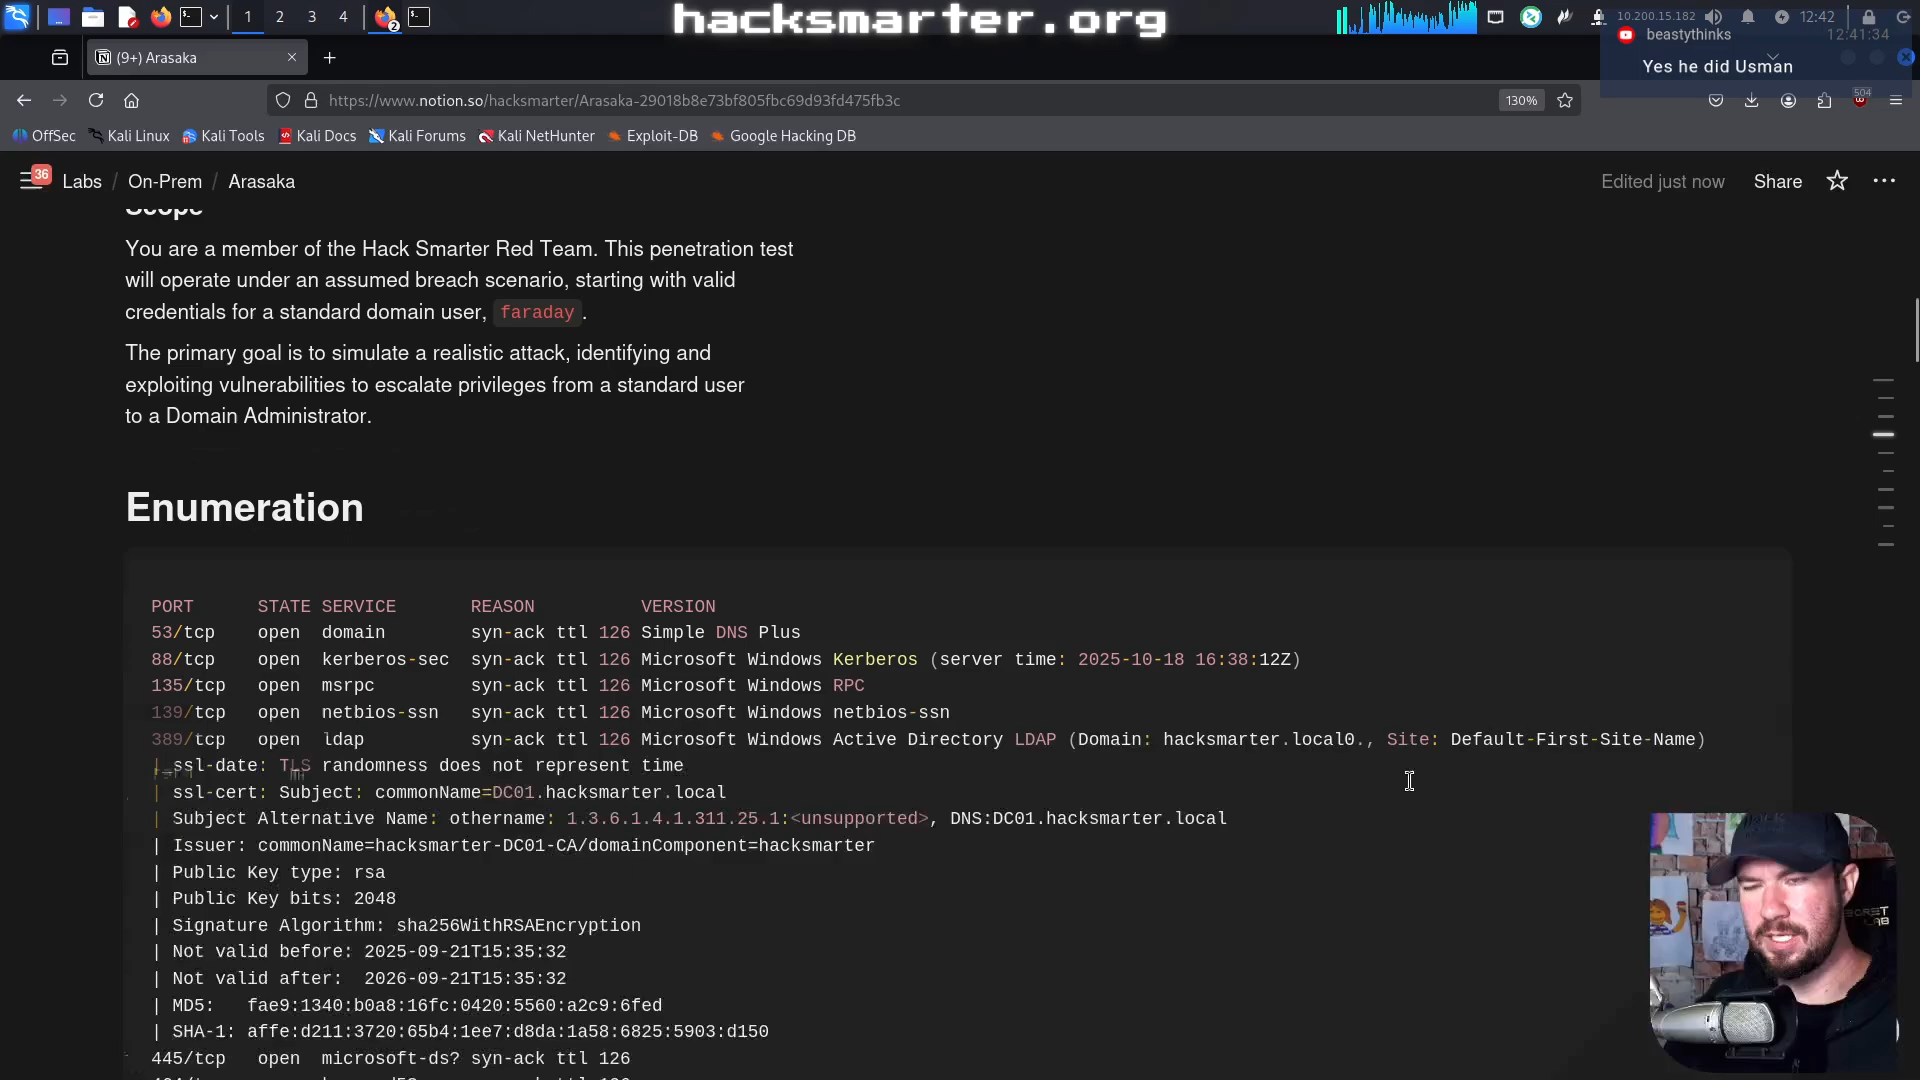 1 2 3 4 2
hacksmarter.org
10.200.15.182 12:42
beastythinks 12:41:34
Yes he did Usman
(9+) Arasaka
https://www.notion.so/hacksmarter/Arasaka-29018b8e73bf805fbc69d93fd475fb3c 130% 504
OffSec Kali Linux Kali Tools Kali Docs Kali Forums Kali NetHunter Exploit-DB Google Hacking DB
36 Labs / On-Prem / Arasaka Edited just now Share
Scope
You are a member of the Hack Smarter Red Team. This penetration test
will operate under an assumed breach scenario, starting with valid
credentials for a standard domain user, faraday.
The primary goal is to simulate a realistic attack, identifying and
exploiting vulnerabilities to escalate privileges from a standard user
to a Domain Administrator.
Enumeration
PORT STATE SERVICE REASON VERSION
53/tcp open domain syn-ack ttl 126 Simple DNS Plus
88/tcp open kerberos-sec syn-ack ttl 126 Microsoft Windows Kerberos (server time: 2025-10-18 16:38:12Z)
135/tcp open msrpc syn-ack ttl 126 Microsoft Windows RPC
139/tcp open netbios-ssn syn-ack ttl 126 Microsoft Windows netbios-ssn
389/tcp open ldap syn-ack ttl 126 Microsoft Windows Active Directory LDAP (Domain: hacksmarter.local0., Site: Default-First-Site-Name)
| ssl-date: TLS randomness does not represent time
| ssl-cert: Subject: commonName=DC01.hacksmarter.local
| Subject Alternative Name: othername: 1.3.6.1.4.1.311.25.1:<unsupported>, DNS:DC01.hacksmarter.local
| Issuer: commonName=hacksmarter-DC01-CA/domainComponent=hacksmarter
| Public Key type: rsa
| Public Key bits: 2048
| Signature Algorithm: sha256WithRSAEncryption
| Not valid before: 2025-09-21T15:35:32
| Not valid after: 2026-09-21T15:35:32
| MD5: fae9:1340:b0a8:16fc:0420:5560:a2c9:6fed
| SHA-1: affe:d211:3720:65b4:1ee7:d8da:1a58:6825:5903:d150
445/tcp open microsoft-ds? syn-ack ttl 126